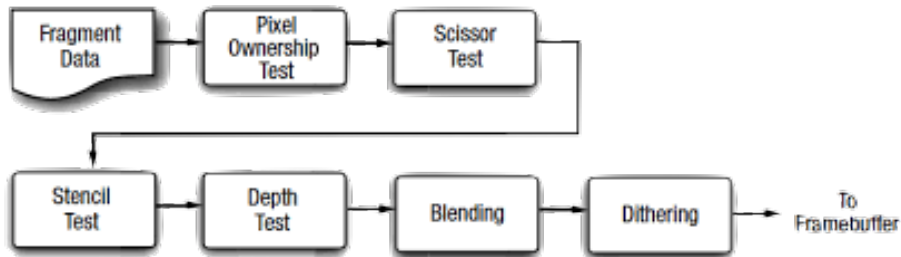 Fragment
Data
Pixel
Ownership
Test
Scissor
Test
Stencil
Test
Depth
Test
Blending
Dithering
To
Framebuffer